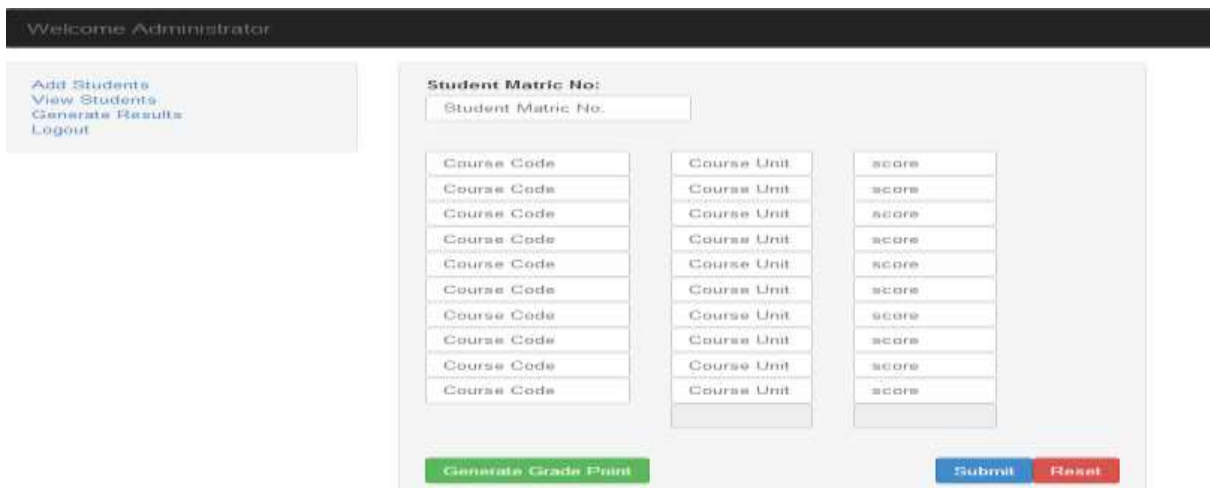 Welcome Administrator
Add Students
View Students
Generate Results
Logout
Student Matric No:
Student Matric No.
Course Code Course Unit score
Course Code Course Unit score
Course Code Course Unit score
Course Code Course Unit score
Course Code Course Unit score
Course Code Course Unit score
Course Code Course Unit score
Course Code Course Unit score
Course Code Course Unit score
Course Code Course Unit score
Generate Grade Point Submit Reset